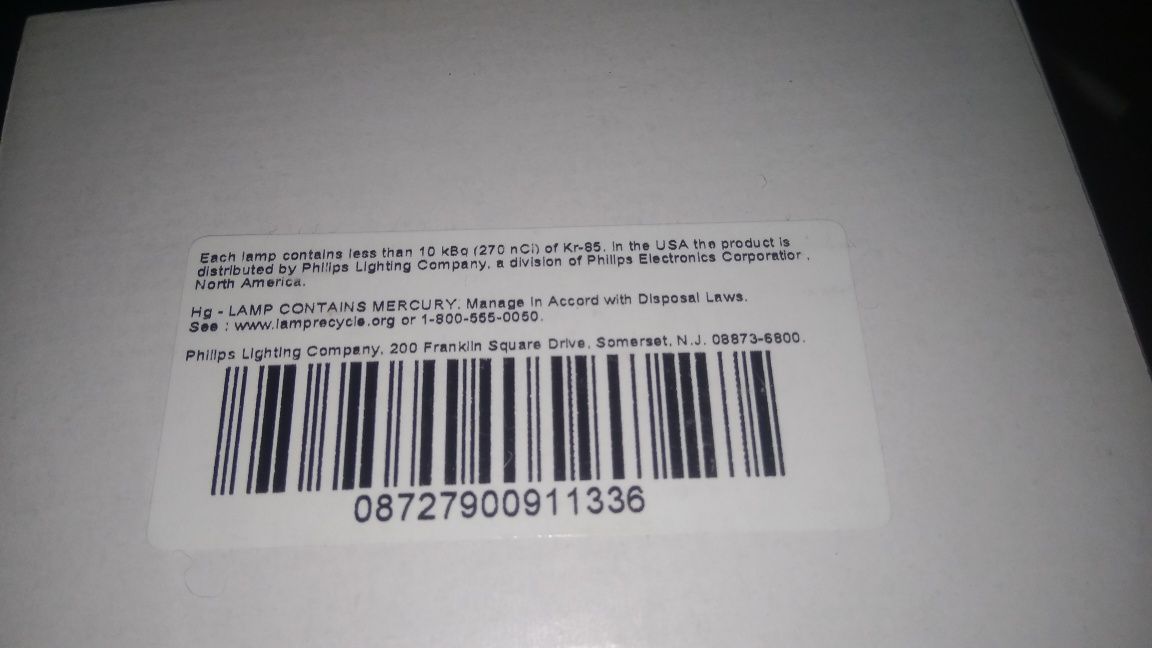 Each lamp contains less than 10 kBq (270 nCi) of Kr-85. In the USA the product is
distributed by Philips Lighting Company, a division of Philips Electronics Corporation,
North America.
Hg - LAMP CONTAINS MERCURY. Manage in Accord with Disposal Laws.
See : www.lamprecycle.org or 1-800-555-0050.
Philips Lighting Company, 200 Franklin Square Drive, Somerset, N.J. 08873-6800.
08727900911336